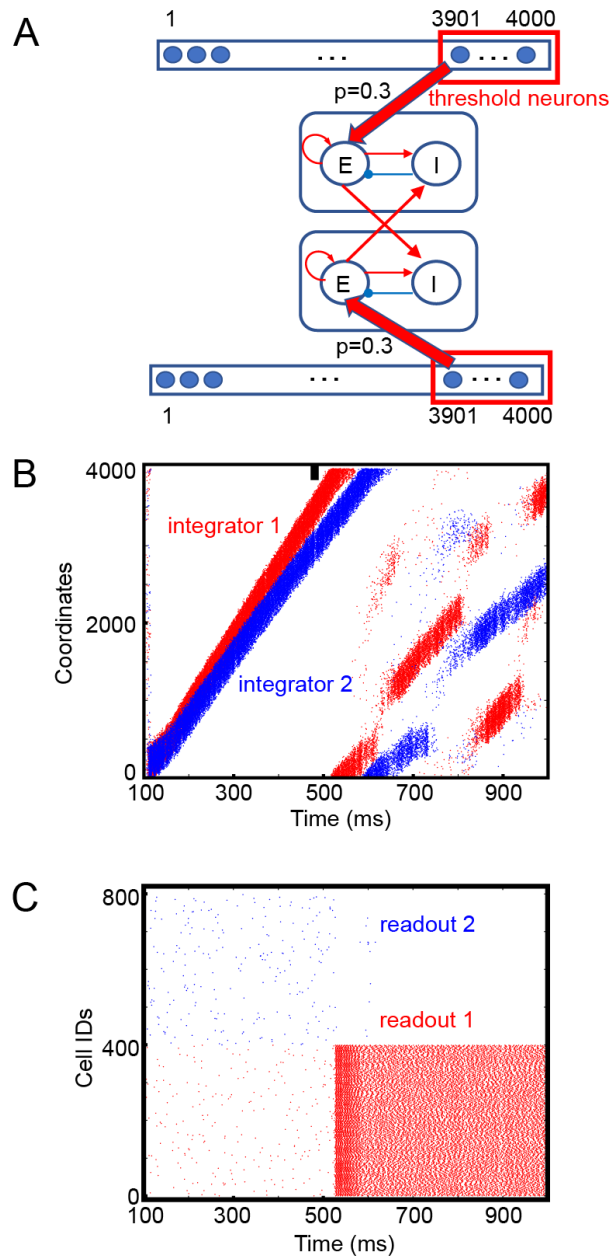 A
1
3901 4000
...
...
p=0.3
threshold neurons
E
I
E
I
p=0.3
...
...
1
3901 4000
B
4000
integrator 1
Coordinates
2000
integrator 2
0
100 300 500 700 900
Time (ms)
C
800
readout 2
Cell IDs
readout 1
400
0
100 300 500 700 900
Time (ms)